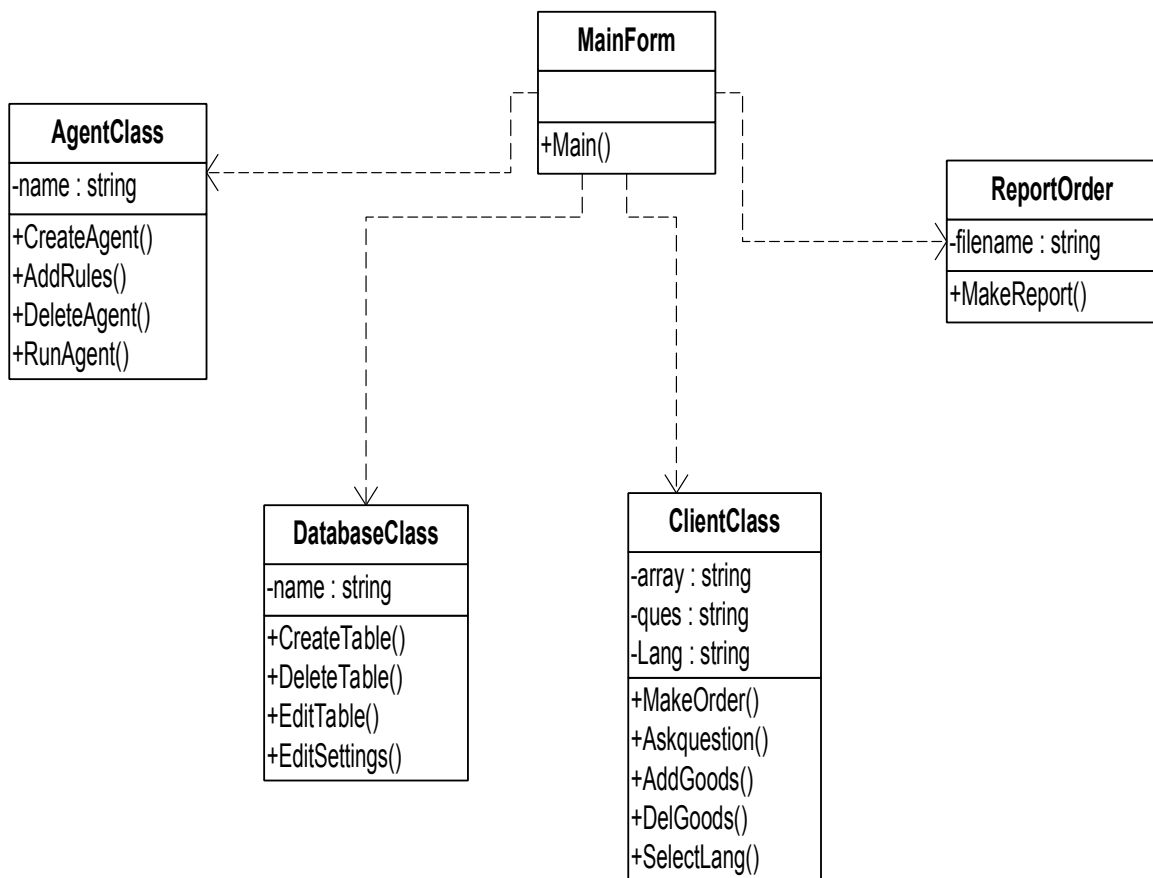 MainForm
+Main()
AgentClass
-name : string
+CreateAgent()
+AddRules()
+DeleteAgent()
+RunAgent()
ReportOrder
-filename : string
+MakeReport()
DatabaseClass
-name : string
+CreateTable()
+DeleteTable()
+EditTable()
+EditSettings()
ClientClass
-array : string
-ques : string
-Lang : string
+MakeOrder()
+Askquestion()
+AddGoods()
+DelGoods()
+SelectLang()